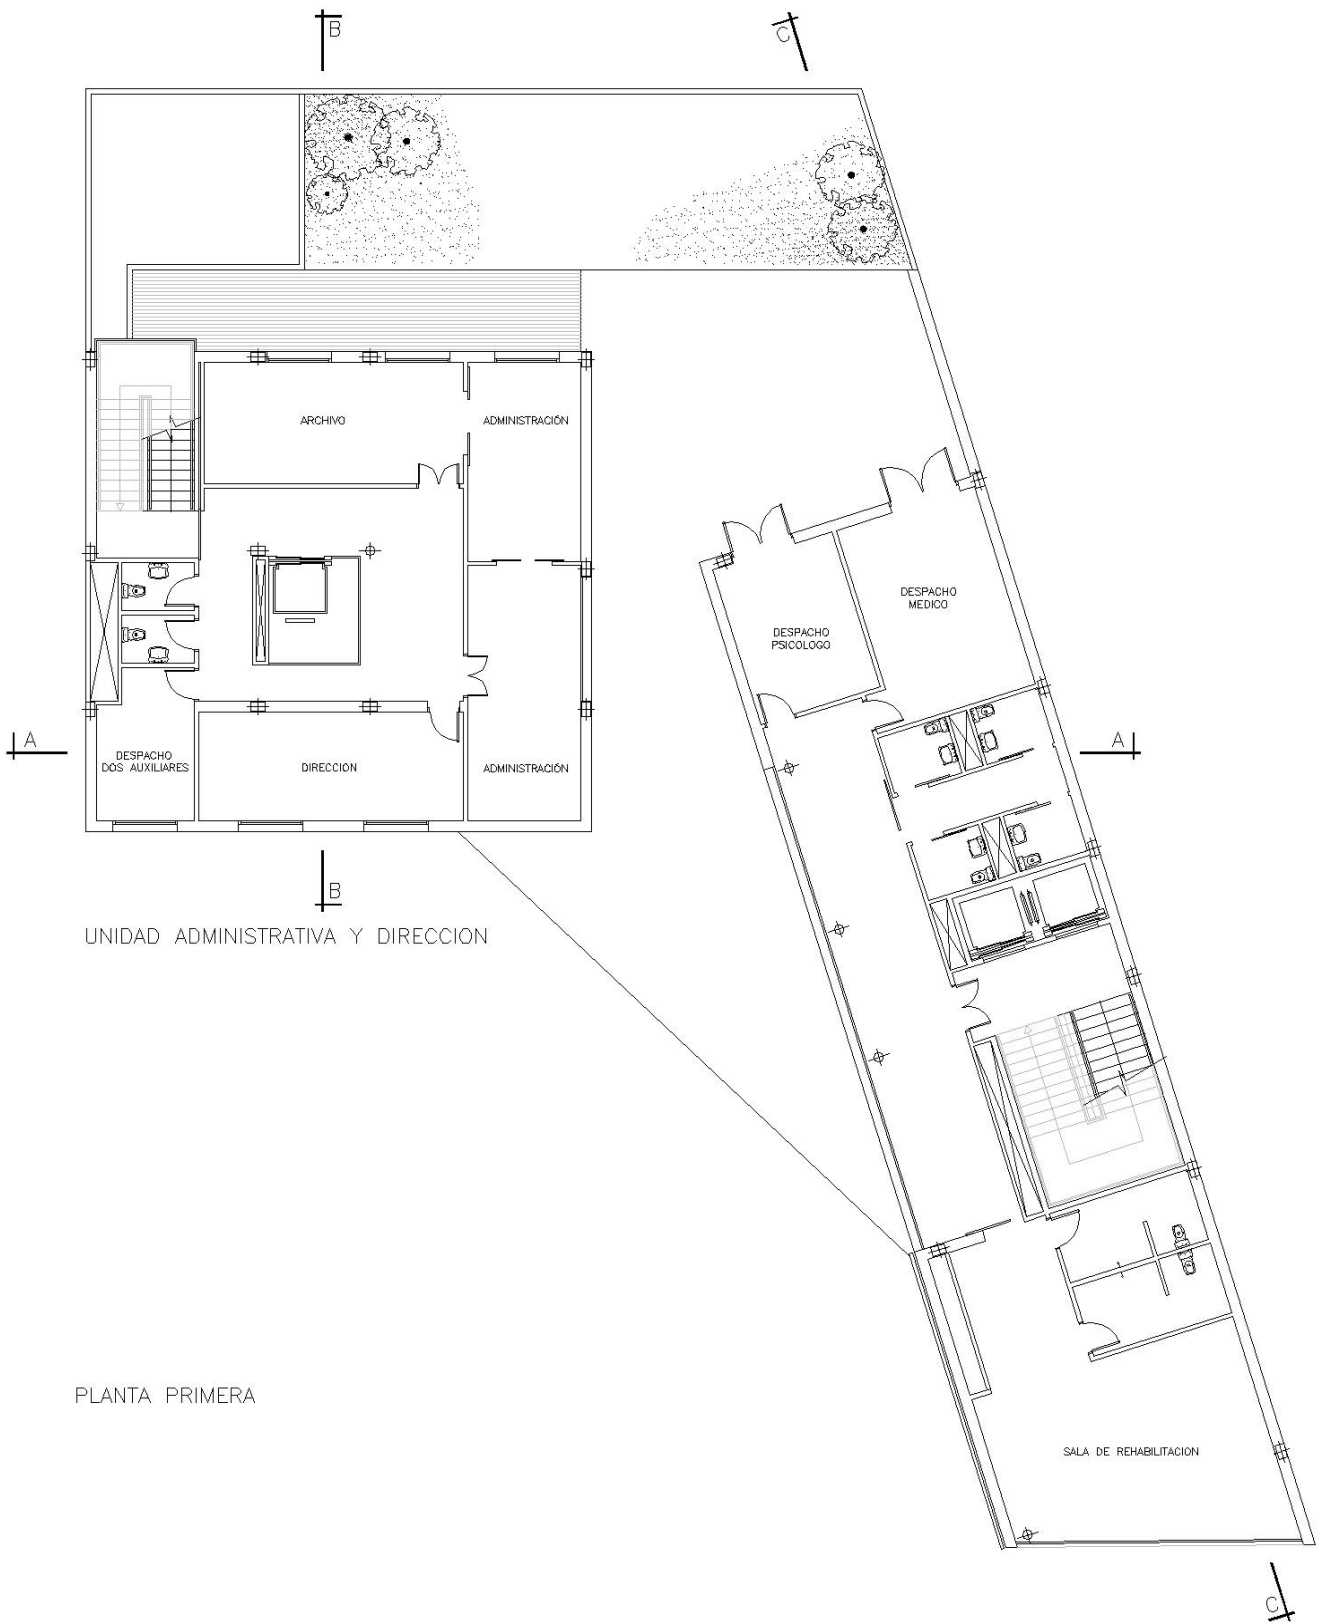 B
C
ARCHIVO
ADMINISTRACIÓN
DESPACHO
MEDICO
DESPACHO
PSICOLOGO
A
A
DESPACHO
DOS AUXILIARES
DIRECCION
ADMINISTRACIÓN
B
UNIDAD ADMINISTRATIVA Y DIRECCION
PLANTA PRIMERA
SALA DE REHABILITACION
C